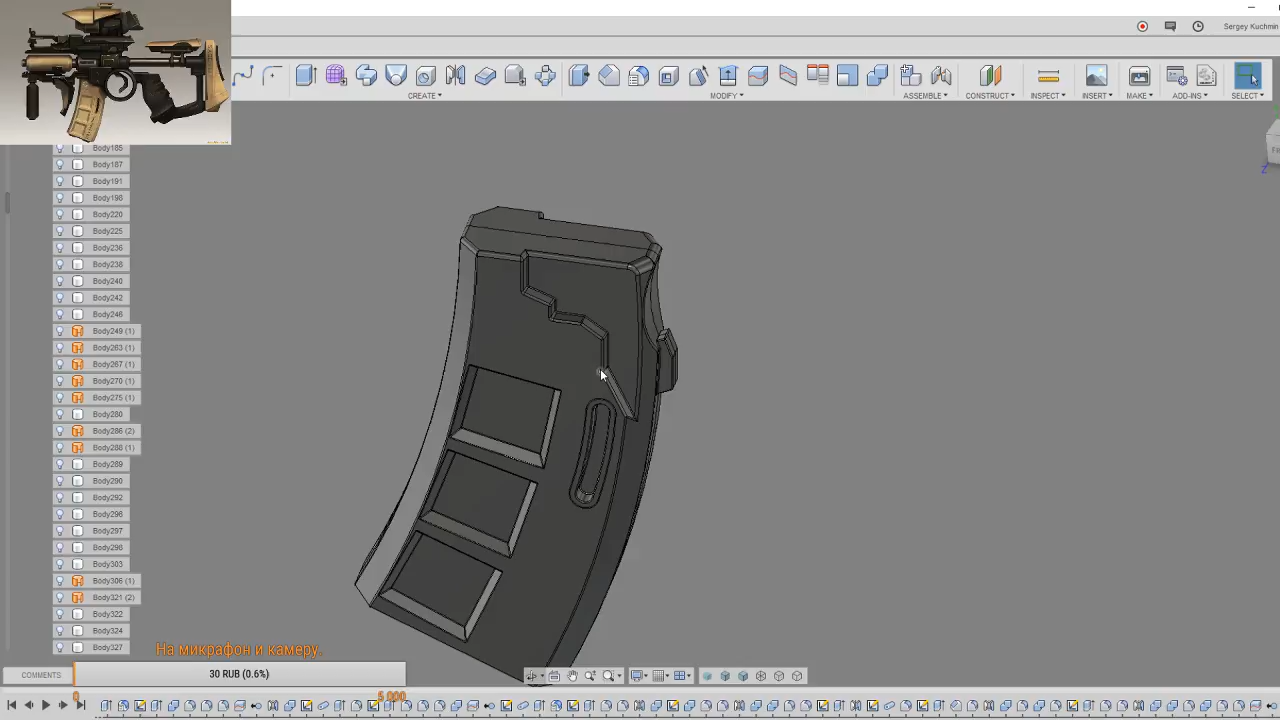 Sergey Kuchmin
CREATE
MODIFY
ASSEMBLE
CONSTRUCT
INSPECT
INSERT
MAKE
ADD-INS
SELECT
Body185
Body187
Body191
Body198
Body220
Body225
Body236
Body238
Body240
Body242
Body246
Body249 (1)
Body263 (1)
Body267 (1)
Body270 (1)
Body275 (1)
Body280
Body286 (2)
Body288 (1)
Body289
Body290
Body292
Body296
Body297
Body298
Body303
Body306 (1)
Body321 (2)
Body322
Body324
Body327
Z
На микрофон и камеру.
COMMENTS
30 RUB (0.6%)
0
5 000